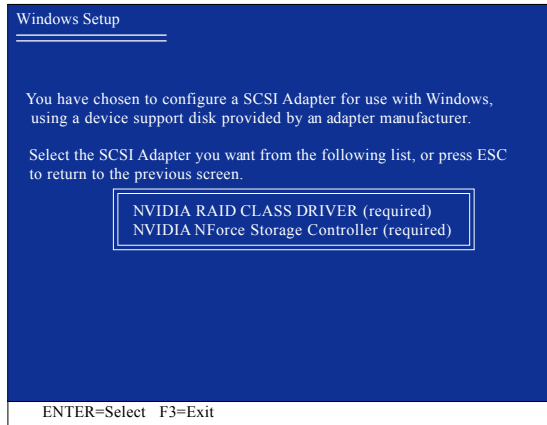 Windows Setup
You have chosen to configure a SCSI Adapter for use with Windows,
using a device support disk provided by an adapter manufacturer.
Select the SCSI Adapter you want from the following list, or press ESC
to return to the previous screen.
NVIDIA RAID CLASS DRIVER (required)
NVIDIA NForce Storage Controller (required)
ENTER=Select F3=Exit